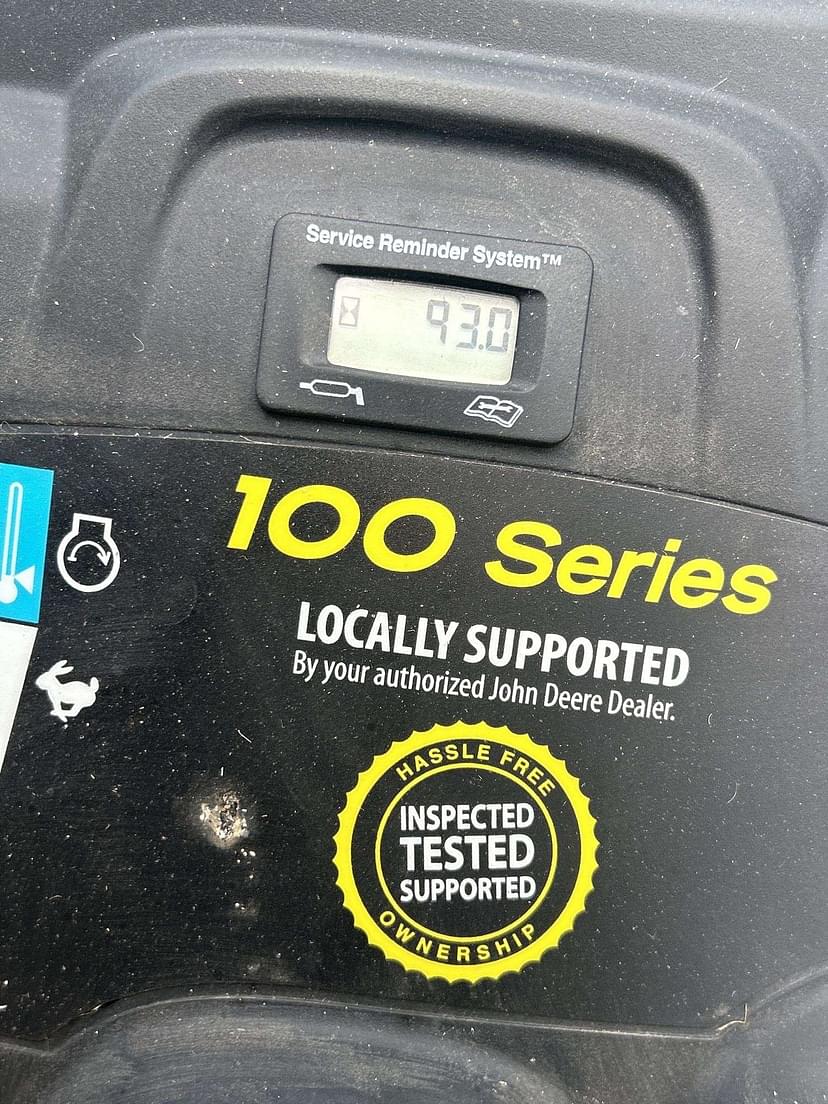 Service Reminder System™
93.0
100 Series
LOCALLY SUPPORTED
By your authorized John Deere Dealer.
HASSLE FREE
INSPECTED
TESTED
SUPPORTED
OWNERSHIP